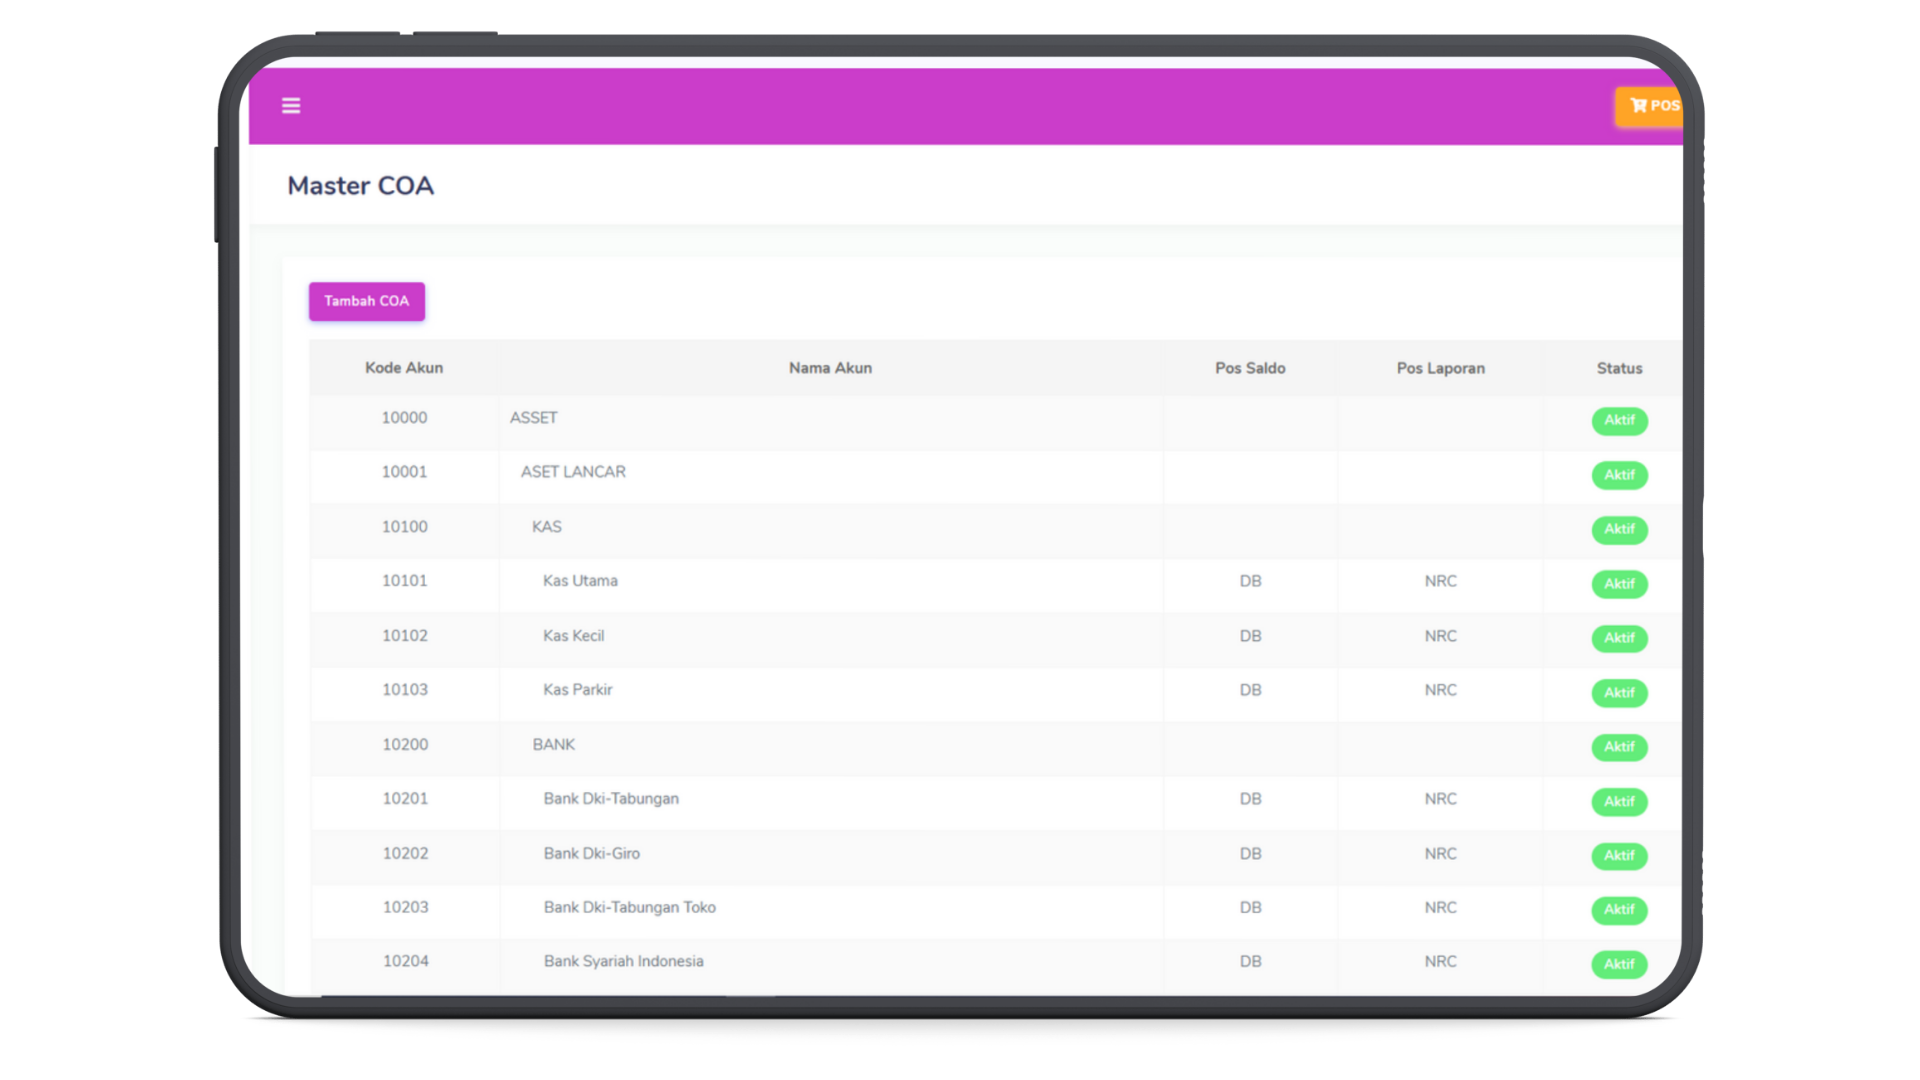 POS
Master COA
Tambah COA
Kode Akun Nama Akun Pos Saldo Pos Laporan Status
10000 ASSET Aktif
10001 ASET LANCAR Aktif
10100 KAS Aktif
10101 Kas Utama DB NRC Aktif
10102 Kas Kecil DB NRC Aktif
10103 Kas Parkir DB NRC Aktif
10200 BANK Aktif
10201 Bank Dki-Tabungan DB NRC Aktif
10202 Bank Dki-Giro DB NRC Aktif
10203 Bank Dki-Tabungan Toko DB NRC Aktif
10204 Bank Syariah Indonesia DB NRC Aktif